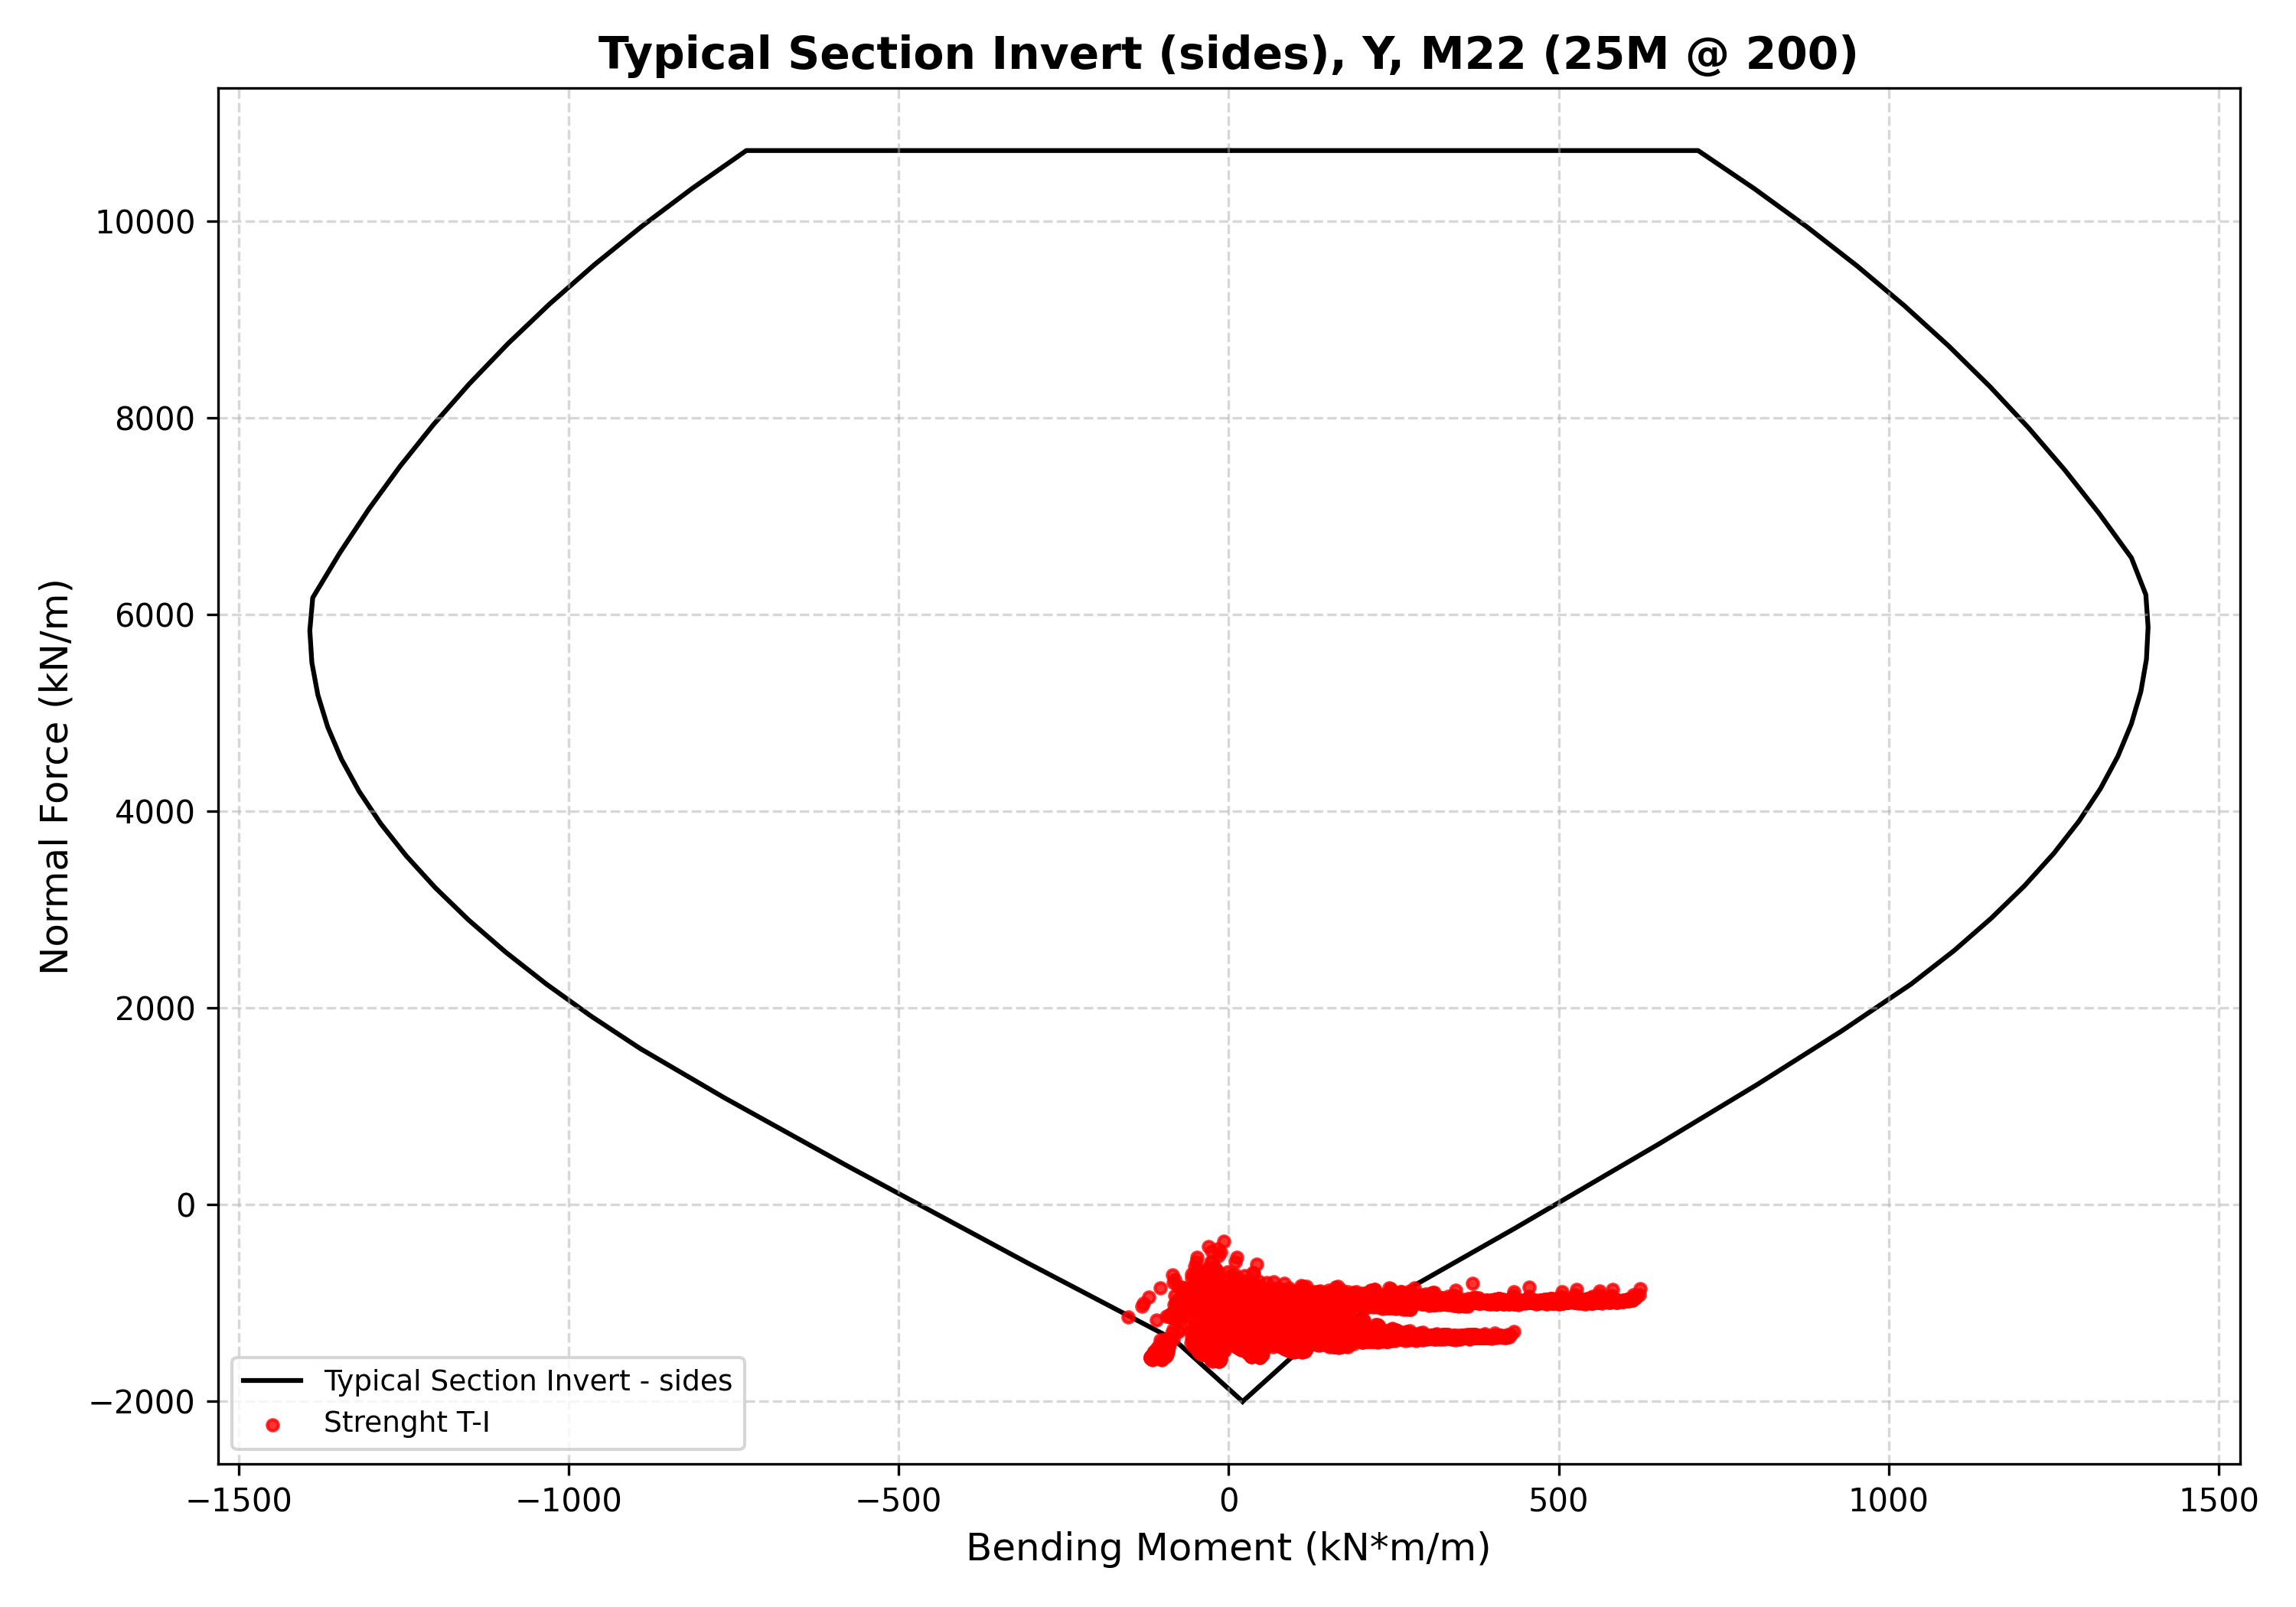 Typical Section Invert (sides), Y, M22 (25M @ 200)
Normal Force (kN/m)
10000
8000
6000
4000
2000
0
−2000
Typical Section Invert - sides
Strenght T-I
−1500
−1000
−500
0
500
1000
1500
Bending Moment (kN*m/m)